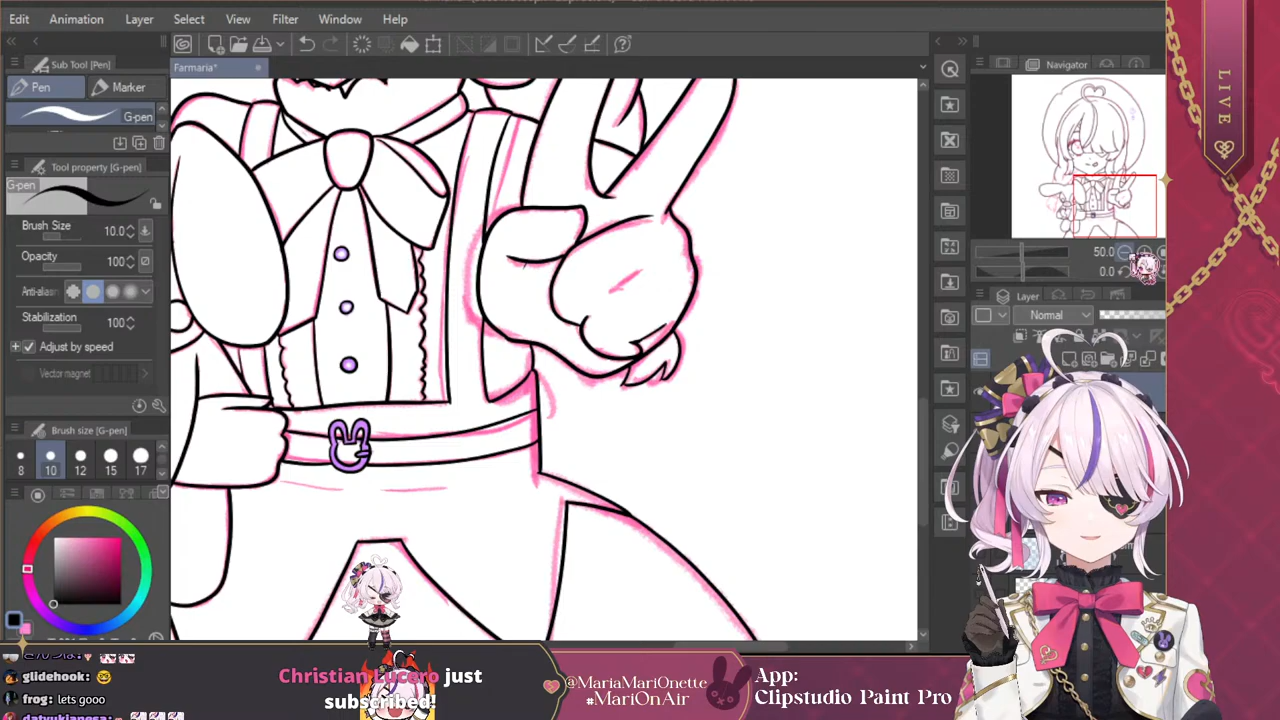 Edit Animation Layer Select View Filter Window Help
Sub Tool [Pen]
Farmaria*
Pen Marker
G-pen
Tool property [G-pen]
G-pen
Brush Size 10.0
Opacity 100
Anti-alias
Stabilization 100
Adjust by speed
Vector magnet
Brush size [G-pen]
8 10 12 15 17
Navigator
50.0
0.0
Layer
Normal
LIVE
glidehook:
frog: lets gooo
Christian Lucero just
subscribed!
@MariaMariOnette
#MariOnAir
App:
Clipstudio Paint Pro